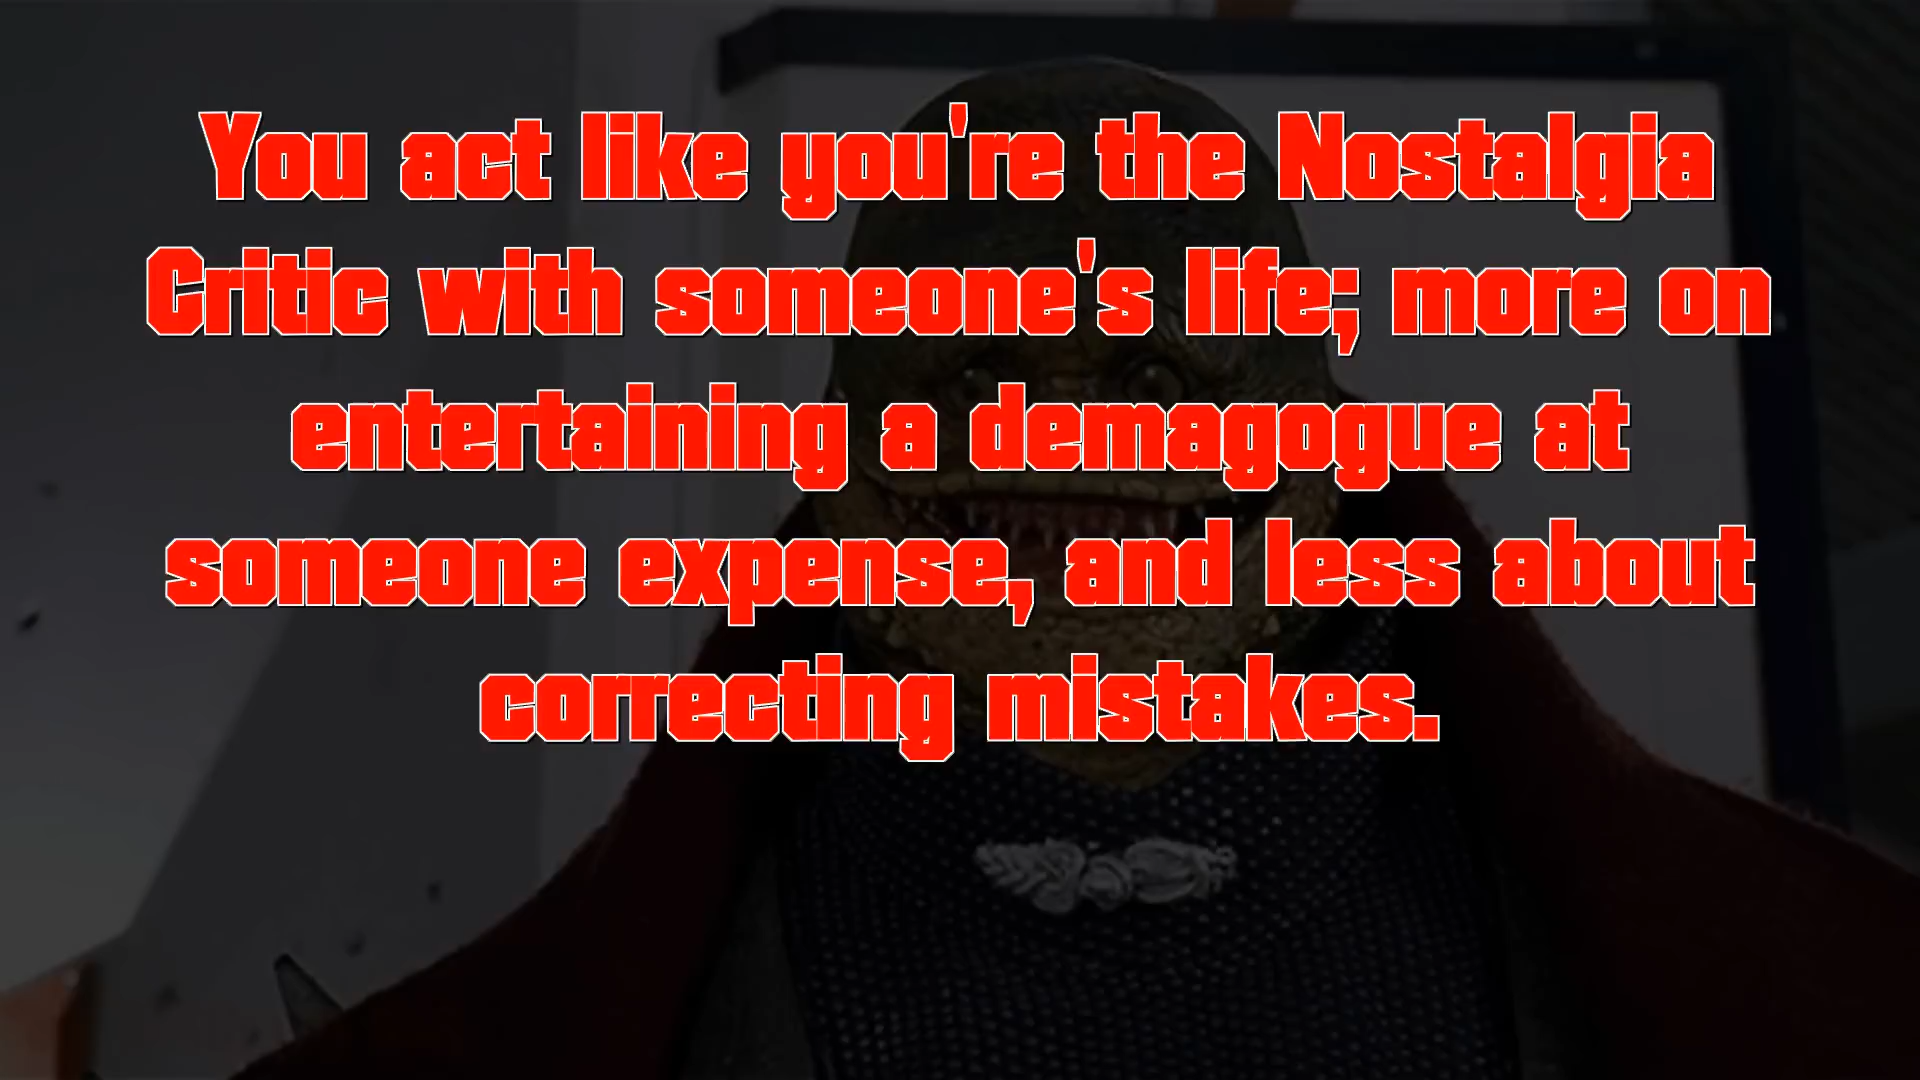 You act like you're the Nostalgia
Critic with someone's life; more on
entertaining a demagogue at
someone expense, and less about
correcting mistakes.